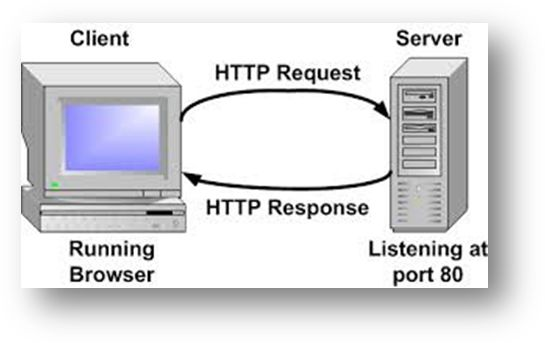 Client
Server
HTTP Request
HTTP Response
Running
Browser
Listening at
port 80